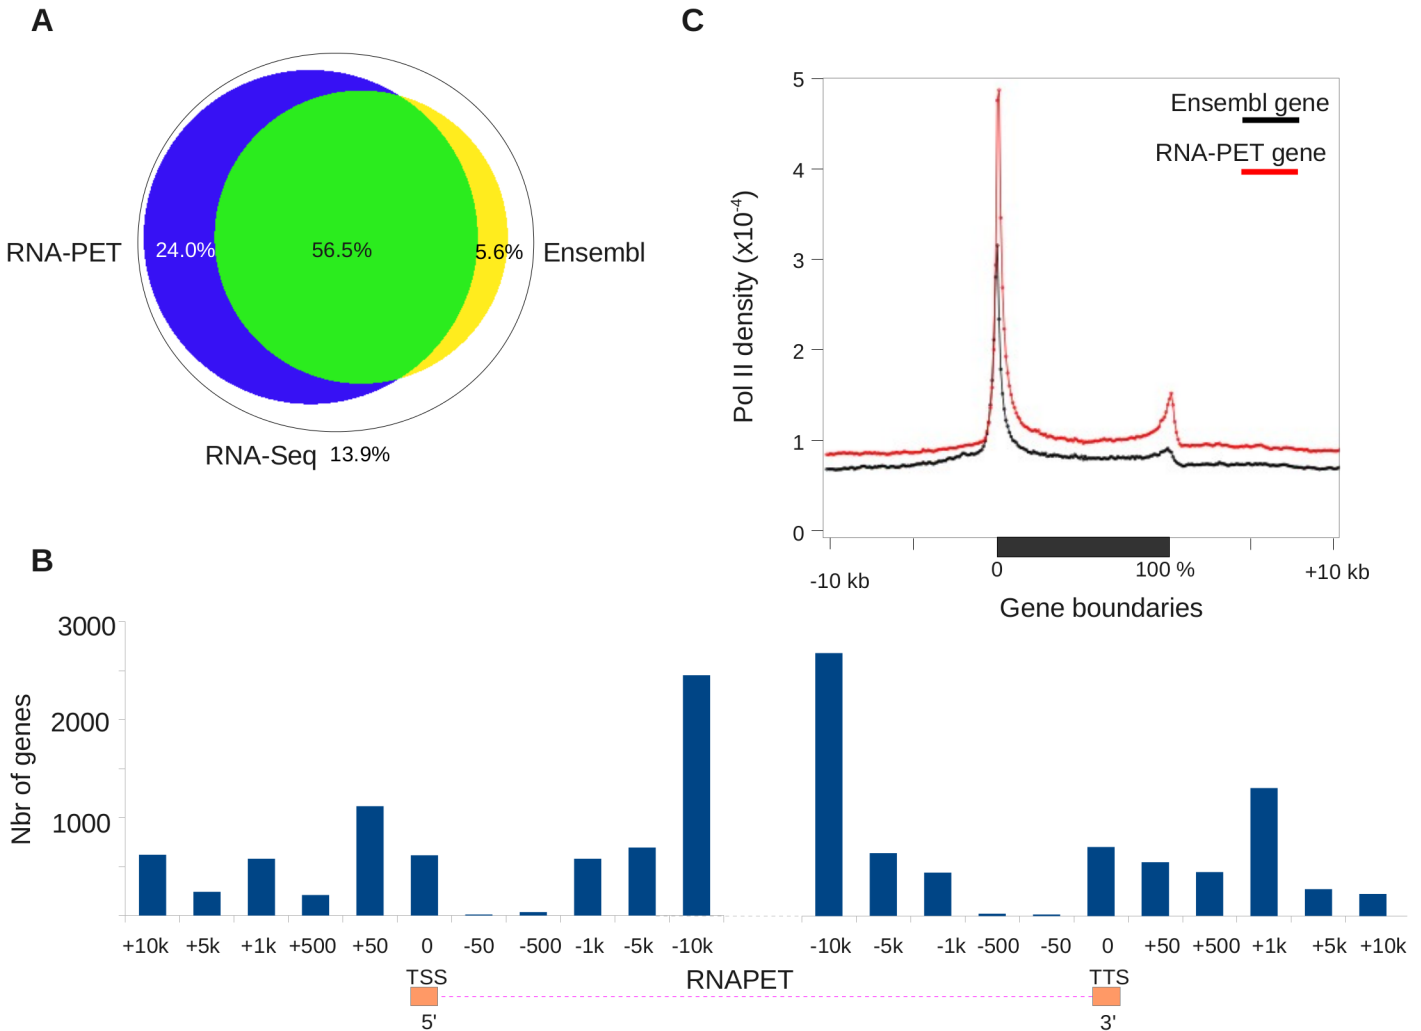 A
RNA-PET
24.0%
56.5%
5.6%
Ensembl
RNA-Seq 13.9%
C
5
4
3
2
1
0
Pol II density (x10-4)
Ensembl gene
RNA-PET gene
-10 kb
0
100 %
+10 kb
Gene boundaries
B
3000
2000
1000
Nbr of genes
+10k +5k +1k +500 +50 0 -50 -500 -1k -5k -10k -10k -5k -1k -500 -50 0 +50 +500 +1k +5k +10k
TSS RNAPET TTS
5' 3'